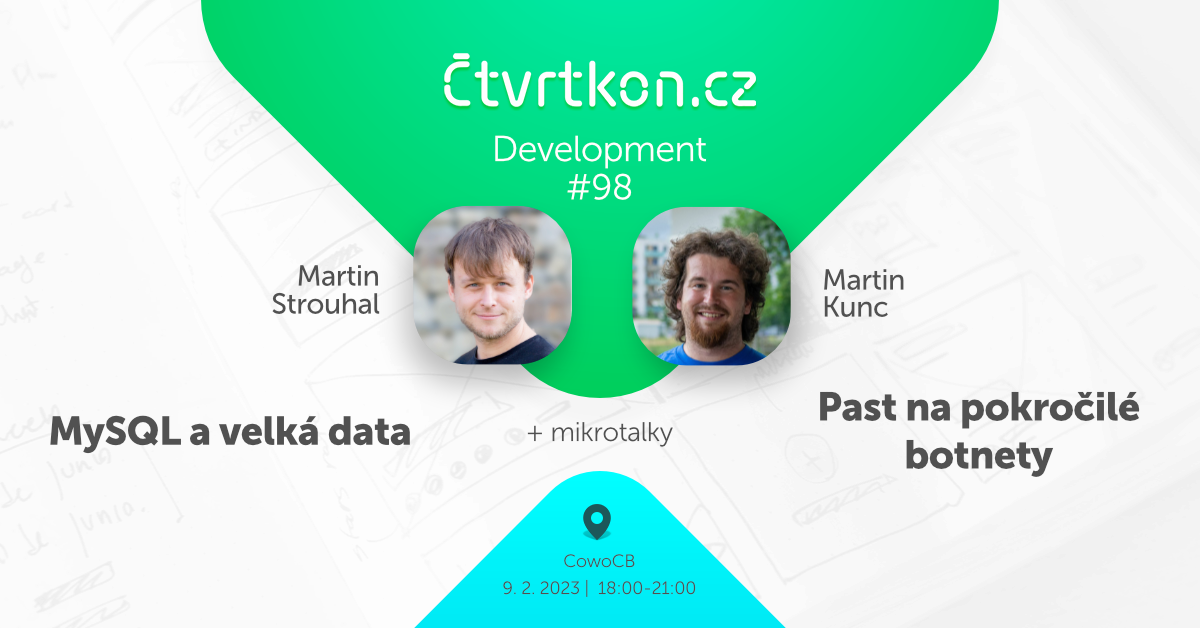 Čtvrtkon.cz
Development
#98
Martin
Strouhal
Martin
Kunc
MySQL a velká data
+ mikrotalky
Past na pokročilé
botnety
CowoCB
9. 2. 2023 | 18:00-21:00